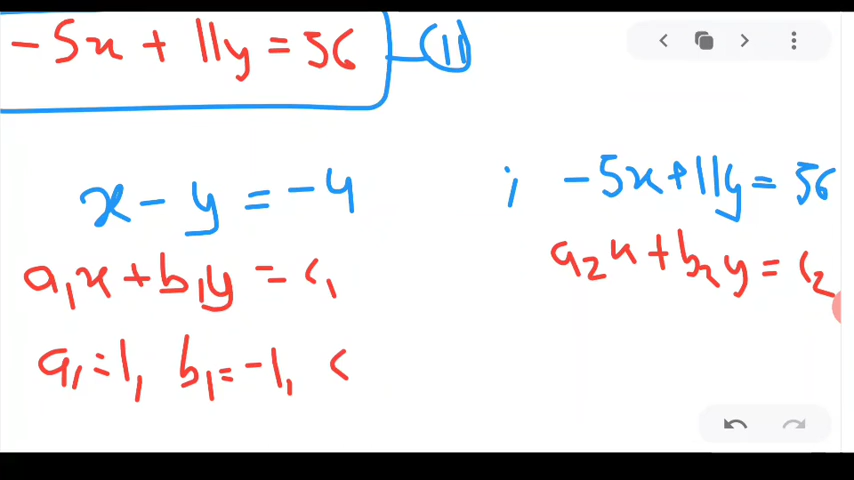 -5x + 11y = 56 — (11)
x - y = -4 ; -5x + 11y = 56
a₁x + b₁y = c₁ a₂x + b₂y = c₂
a₁ = 1, b₁ = -1, c